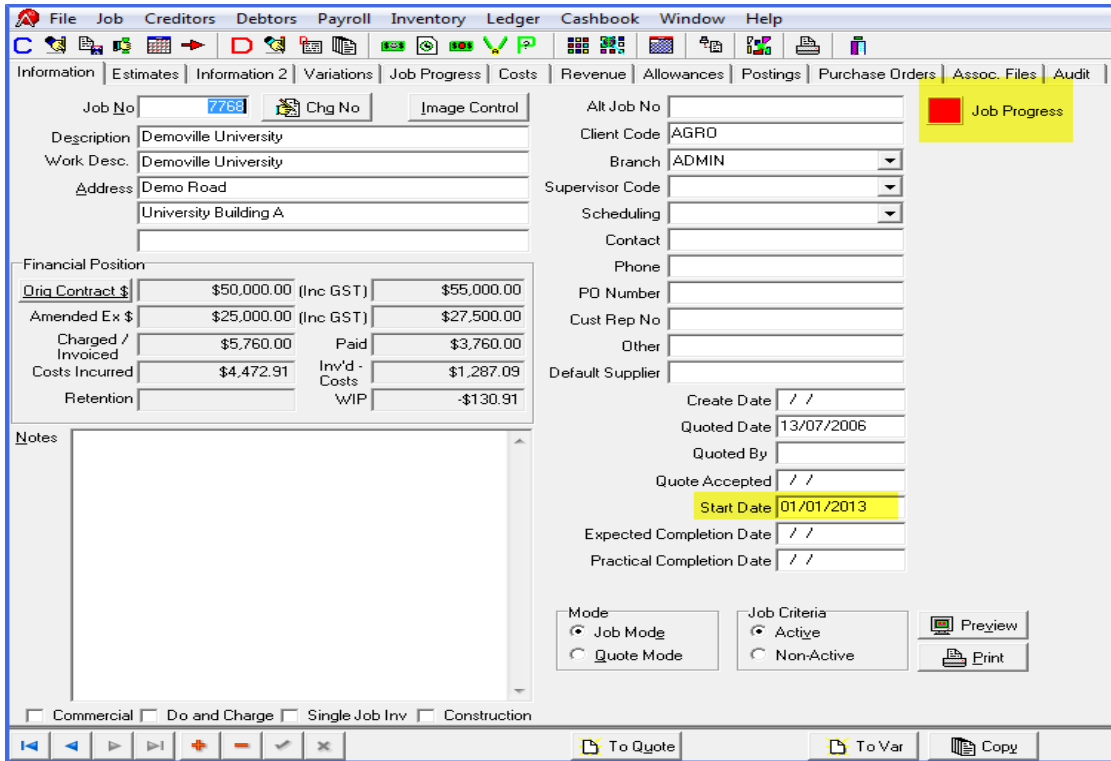 File Job Creditors Debtors Payroll Inventory Ledger Cashbook Window Help
Information Estimates Information 2 Variations Job Progress Costs Revenue Allowances Postings Purchase Orders Assoc. Files Audit
Job No 7768 Chg No Image Control
Description Demoville University
Work Desc. Demoville University
Address Demo Road
University Building A
Financial Position
Orig Contract $ $50,000.00 (Inc GST) $55,000.00
Amended Ex $ $25,000.00 (Inc GST) $27,500.00
Charged / Invoiced $5,760.00 Paid $3,760.00
Costs Incurred $4,472.91 Inv'd - Costs $1,287.09
Retention WIP -$130.91
Notes
Commercial Do and Charge Single Job Inv Construction
Alt Job No
Client Code AGRO
Branch ADMIN
Supervisor Code
Scheduling
Contact
Phone
PO Number
Cust Rep No
Other
Default Supplier
Create Date / /
Quoted Date 13/07/2006
Quoted By
Quote Accepted / /
Start Date 01/01/2013
Expected Completion Date / /
Practical Completion Date / /
Job Progress
Mode
Job Mode
Quote Mode
Job Criteria
Active
Non-Active
Preview
Print
To Quote To Var Copy